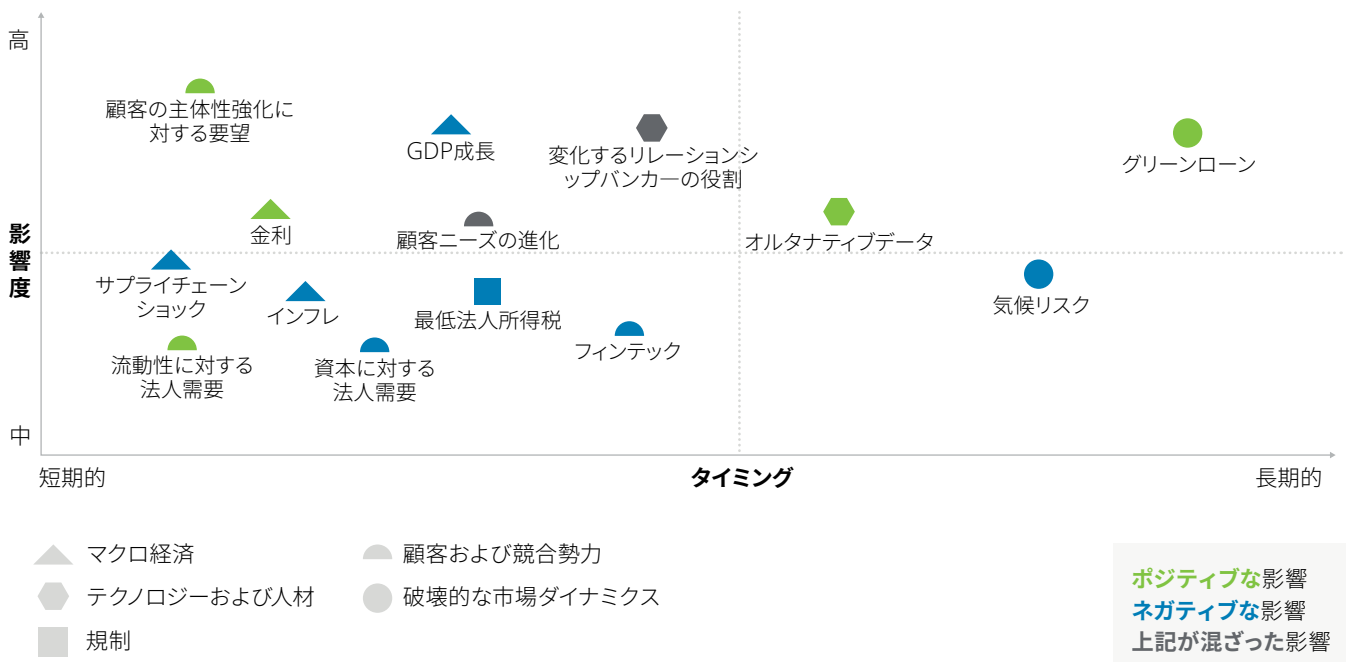 高
顧客の主体性強化に
対する要望
GDP成長
変化するリレーションシ
ップバンカーの役割
グリーンローン
金利
顧客ニーズの進化
オルタナティブデータ
影
響
度
サプライチェーン
ショック
インフレ
最低法人所得税
気候リスク
フィンテック
流動性に対する
法人需要
資本に対する
法人需要
中
短期的
タイミング
長期的
マクロ経済
顧客および競合勢力
テクノロジーおよび人材
破壊的な市場ダイナミクス
規制
ポジティブな影響
ネガティブな影響
上記が混ざった影響